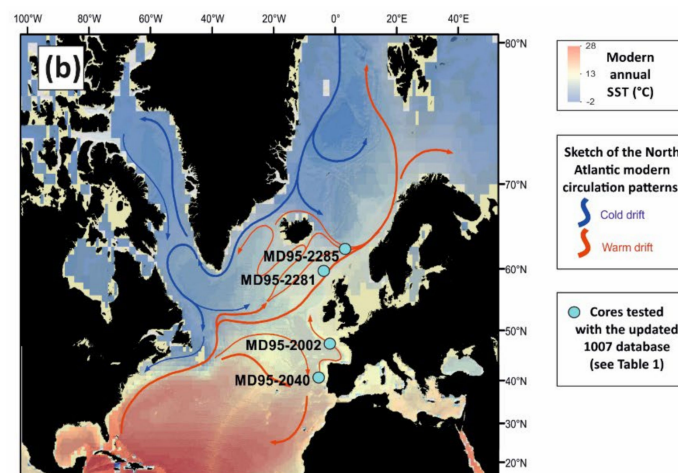 100°W 80°W 60°W 40°W 20°W 0° 20°E 40°E
(b)
80°N
70°N
60°N
50°N
40°N
30°N
20°N
MD95-2285
MD95-2281
MD95-2002
MD95-2040
28
13
-2
Modern
annual
SST (°C)
Sketch of the North
Atlantic modern
circulation patterns
Cold drift
Warm drift
Cores tested
with the updated
1007 database
(see Table 1)